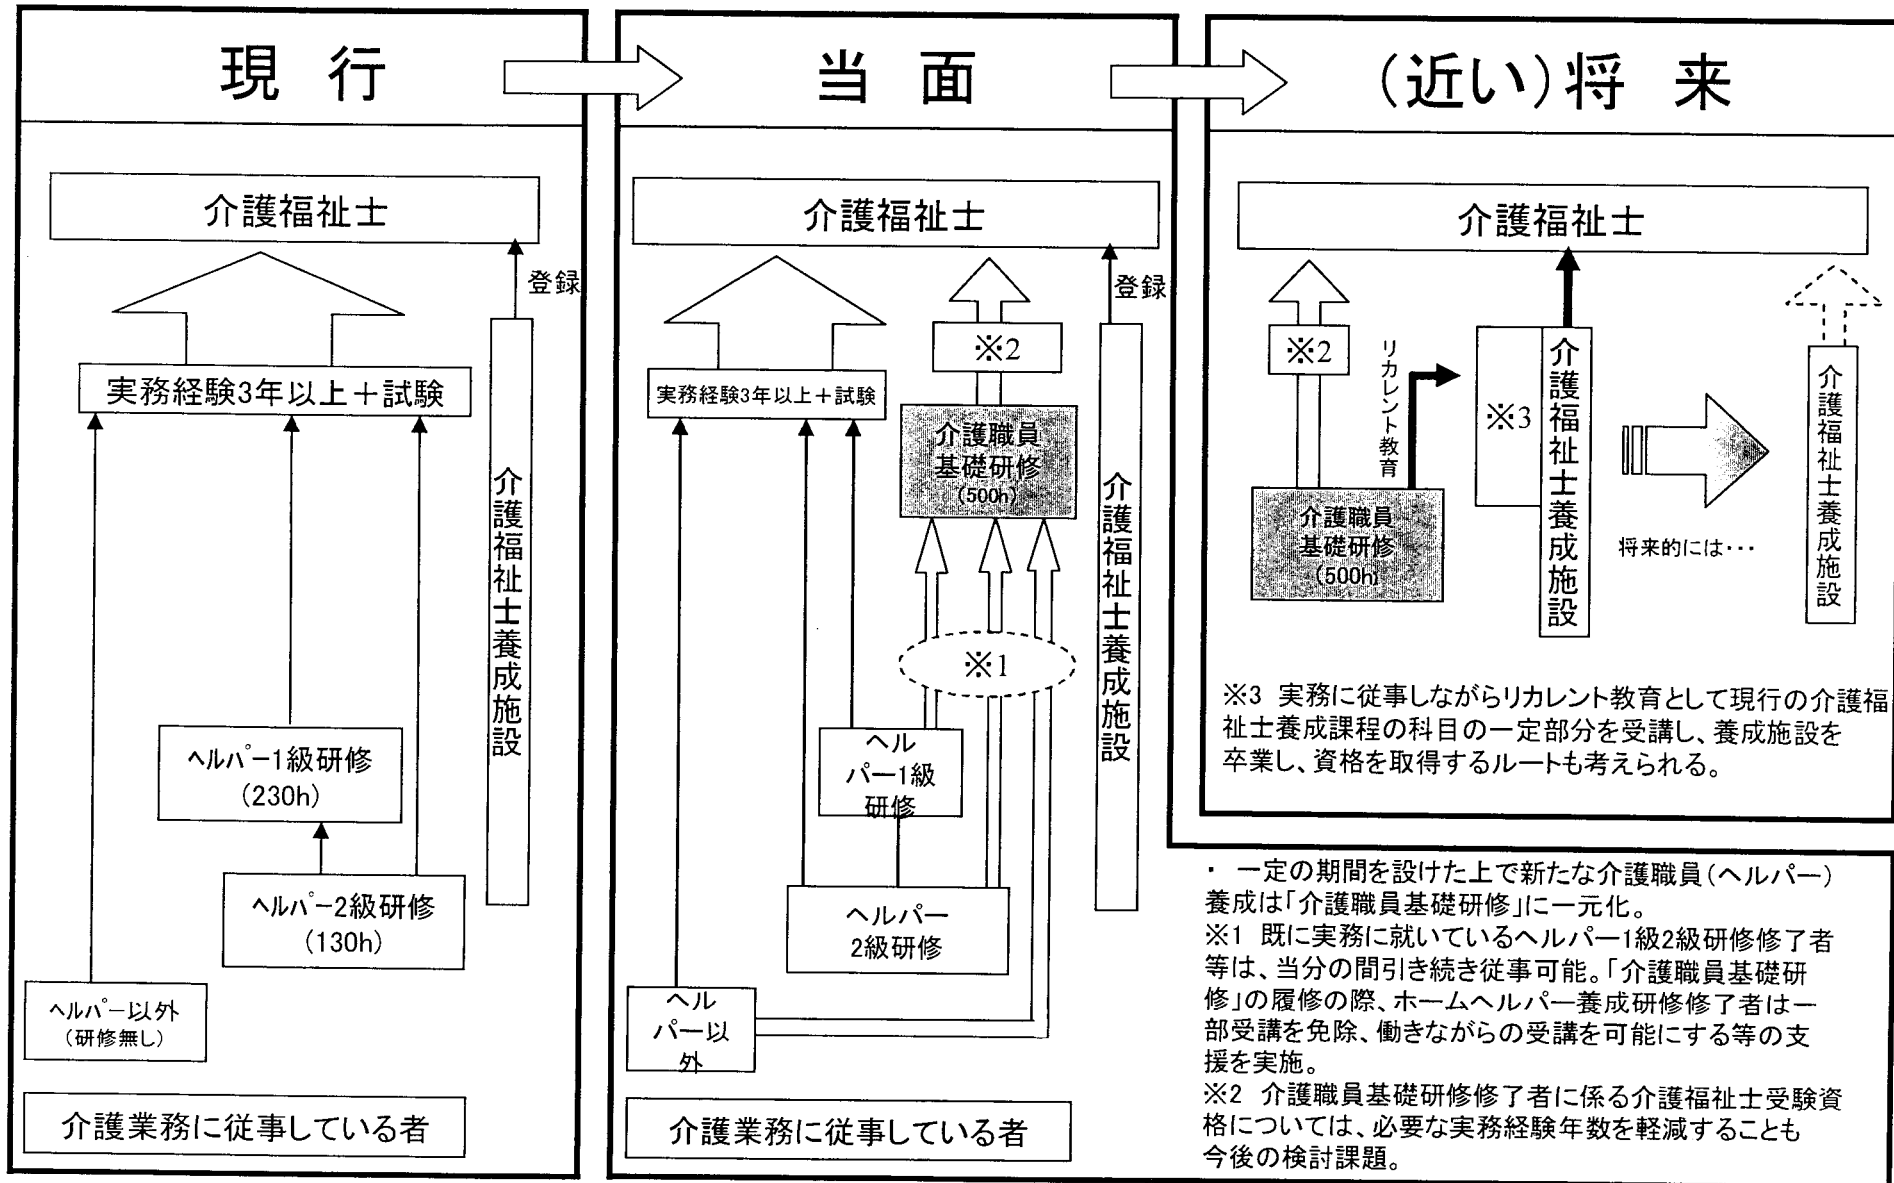 現 行
介護福祉士
登録
実務経験3年以上＋試験
介護福祉士養成施設
ヘルパー1級研修
(230h)
ヘルパー2級研修
(130h)
ヘルパー以外
(研修無し)
介護業務に従事している者
当 面
介護福祉士
登録
※2
実務経験3年以上＋試験
介護職員
基礎研修
(500h)
介護福祉士養成施設
※1
ヘル
パー1級
研修
ヘルパー
2級研修
ヘル
パー以
外
介護業務に従事している者
(近い)将 来
介護福祉士
※2
リカレント教育
※3
介護福祉士養成施設
介護職員
基礎研修
(500h)
将来的には・・・
介護福祉士養成施設
※3 実務に従事しながらリカレント教育として現行の介護福
祉士養成課程の科目の一定部分を受講し、養成施設を
卒業し、資格を取得するルートも考えられる。
・ 一定の期間を設けた上で新たな介護職員(ヘルパー)
養成は「介護職員基礎研修」に一元化。
※1 既に実務に就いているヘルパー1級2級研修修了者
等は、当分の間引き続き従事可能。「介護職員基礎研
修」の履修の際、ホームヘルパー養成研修修了者は一
部受講を免除、働きながらの受講を可能にする等の支
援を実施。
※2 介護職員基礎研修修了者に係る介護福祉士受験資
格については、必要な実務経験年数を軽減することも
今後の検討課題。